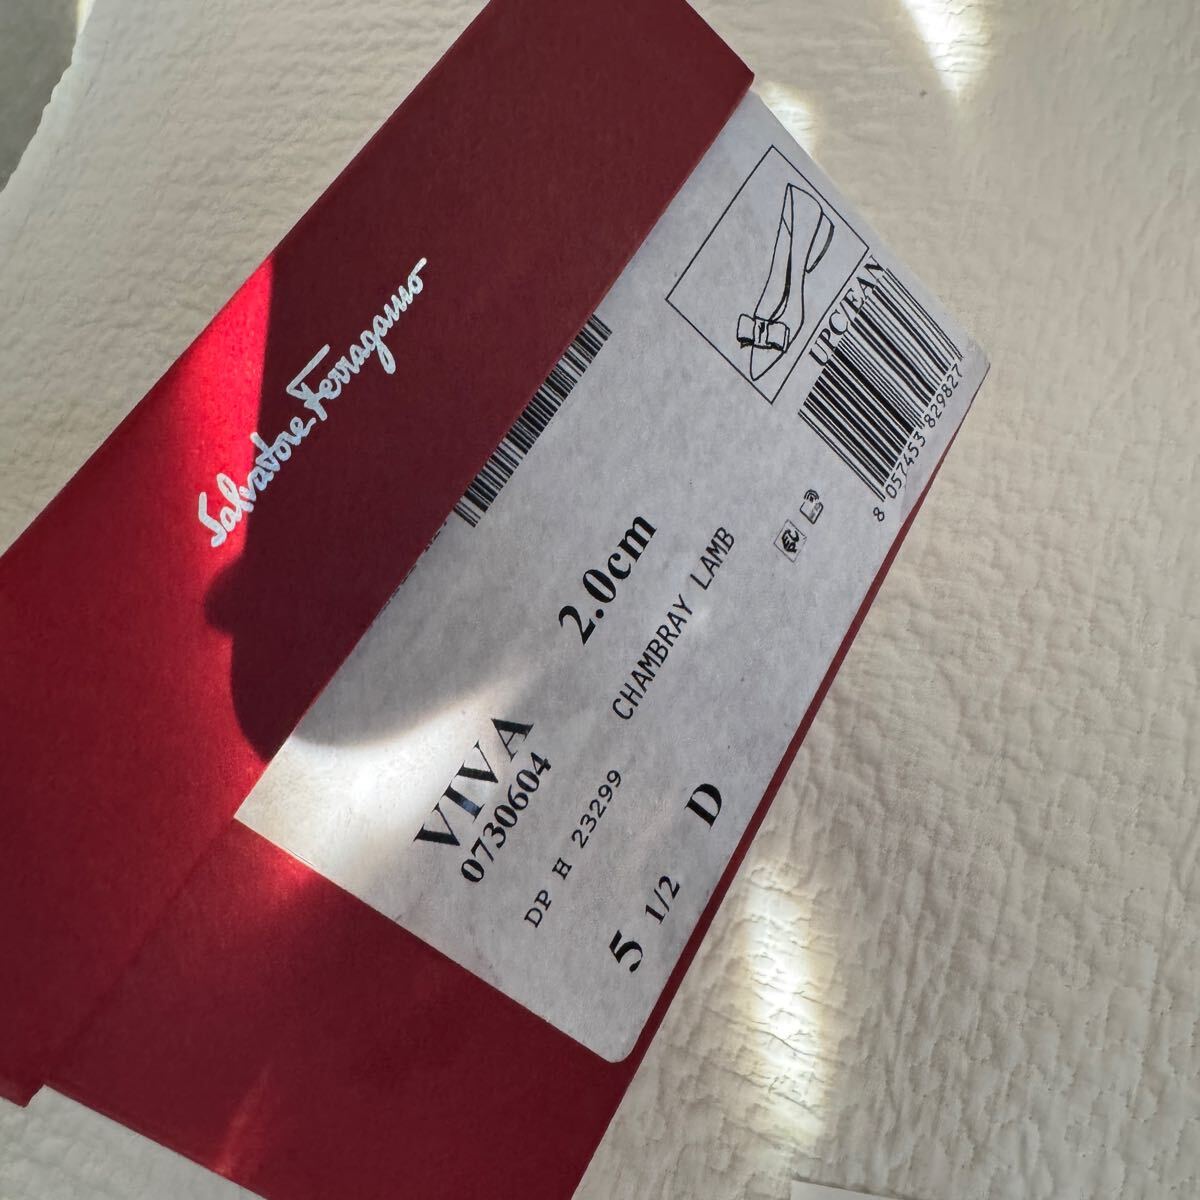 Salvatore Ferragamo
UPC/EAN
8 057453 829827
2.0cm
CHAMBRAY LAMB
VIVA
0730604
DP H 23299
5 1/2 D